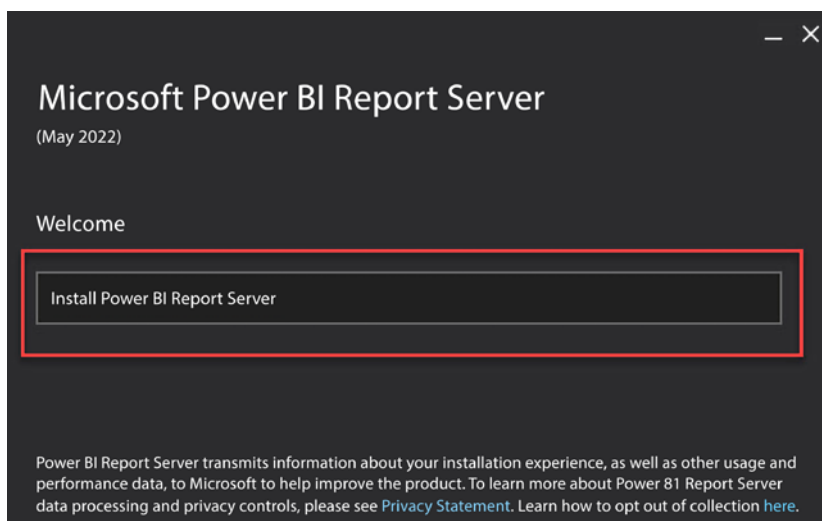 Microsoft Power BI Report Server
(May 2022)
Welcome
Install Power BI Report Server
Power BI Report Server transmits information about your installation experience, as well as other usage and
performance data, to Microsoft to help improve the product. To learn more about Power 81 Report Server
data processing and privacy controls, please see Privacy Statement. Learn how to opt out of collection here.